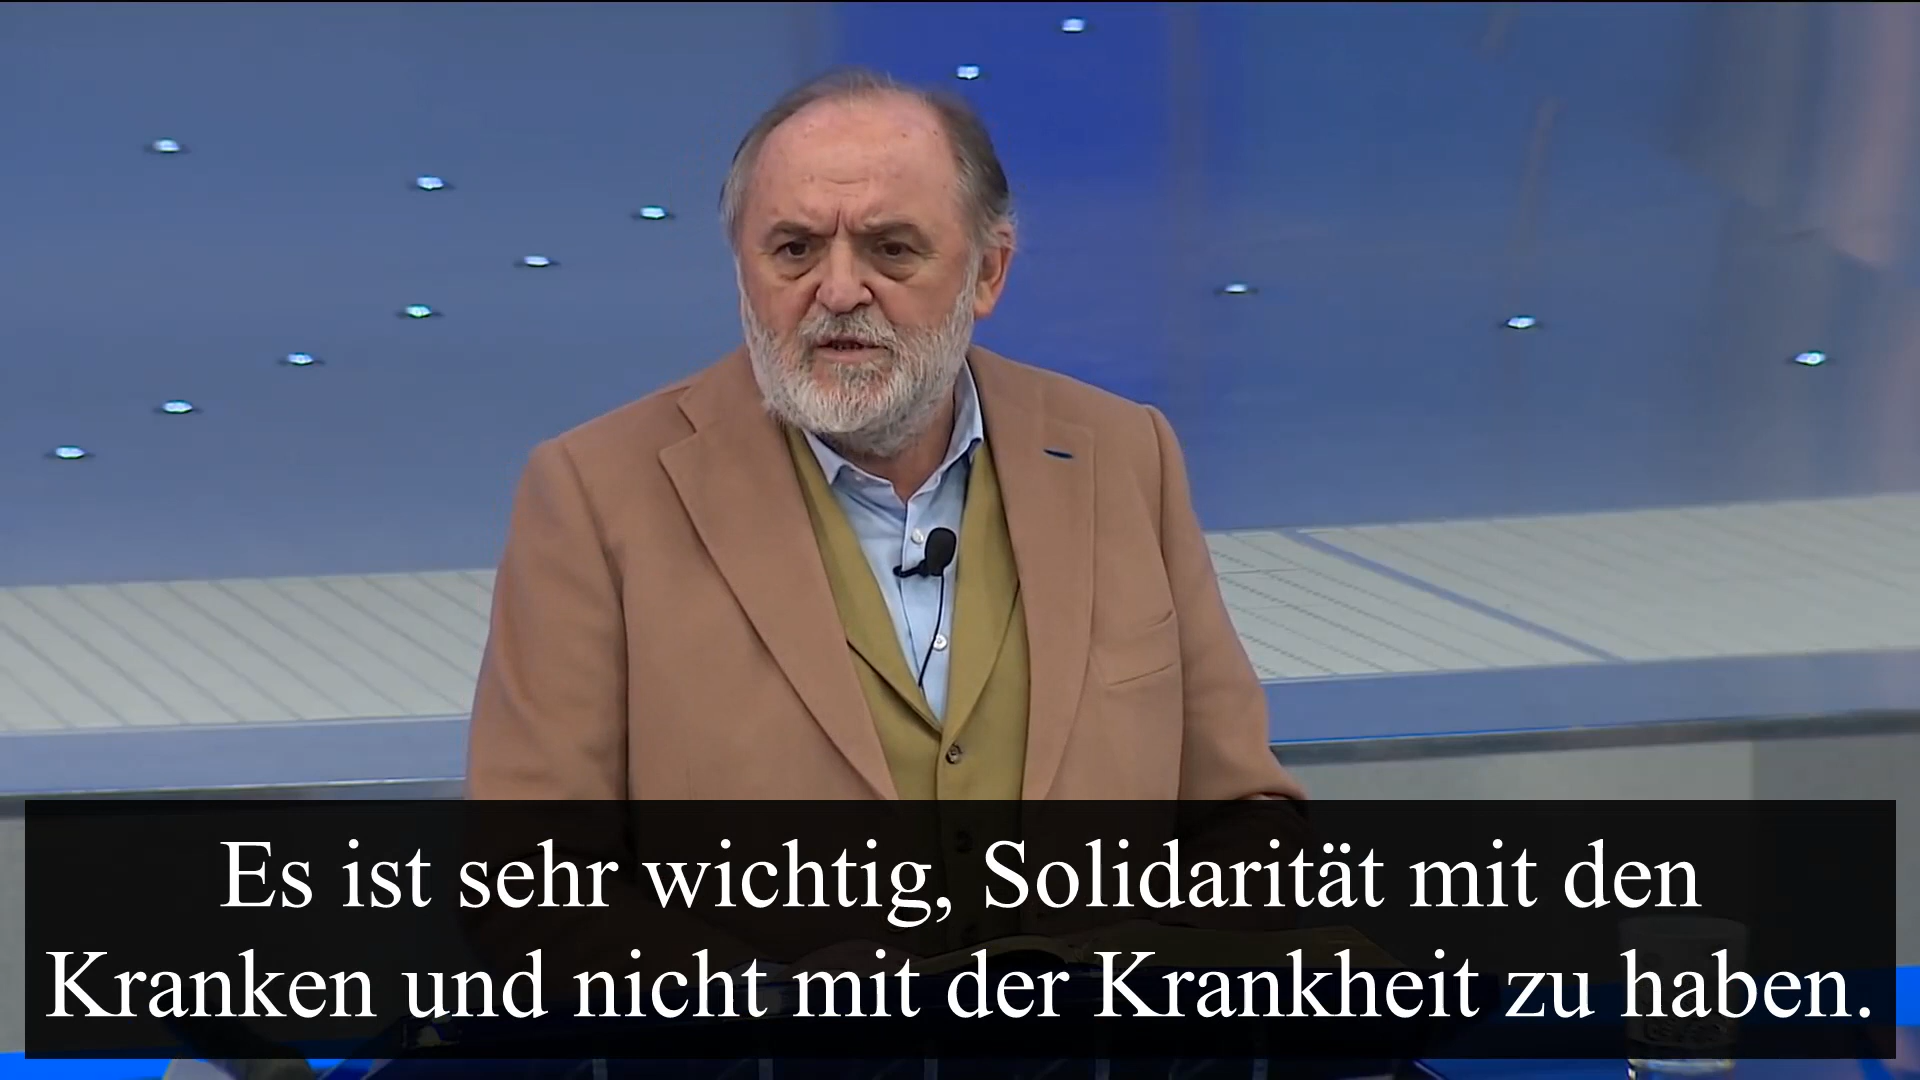 Es ist sehr wichtig, Solidarität mit den
Kranken und nicht mit der Krankheit zu haben.